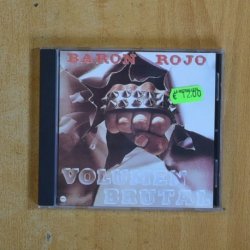 BARON ROJO
€ 12.00
VOLUMEN
BRUTAL